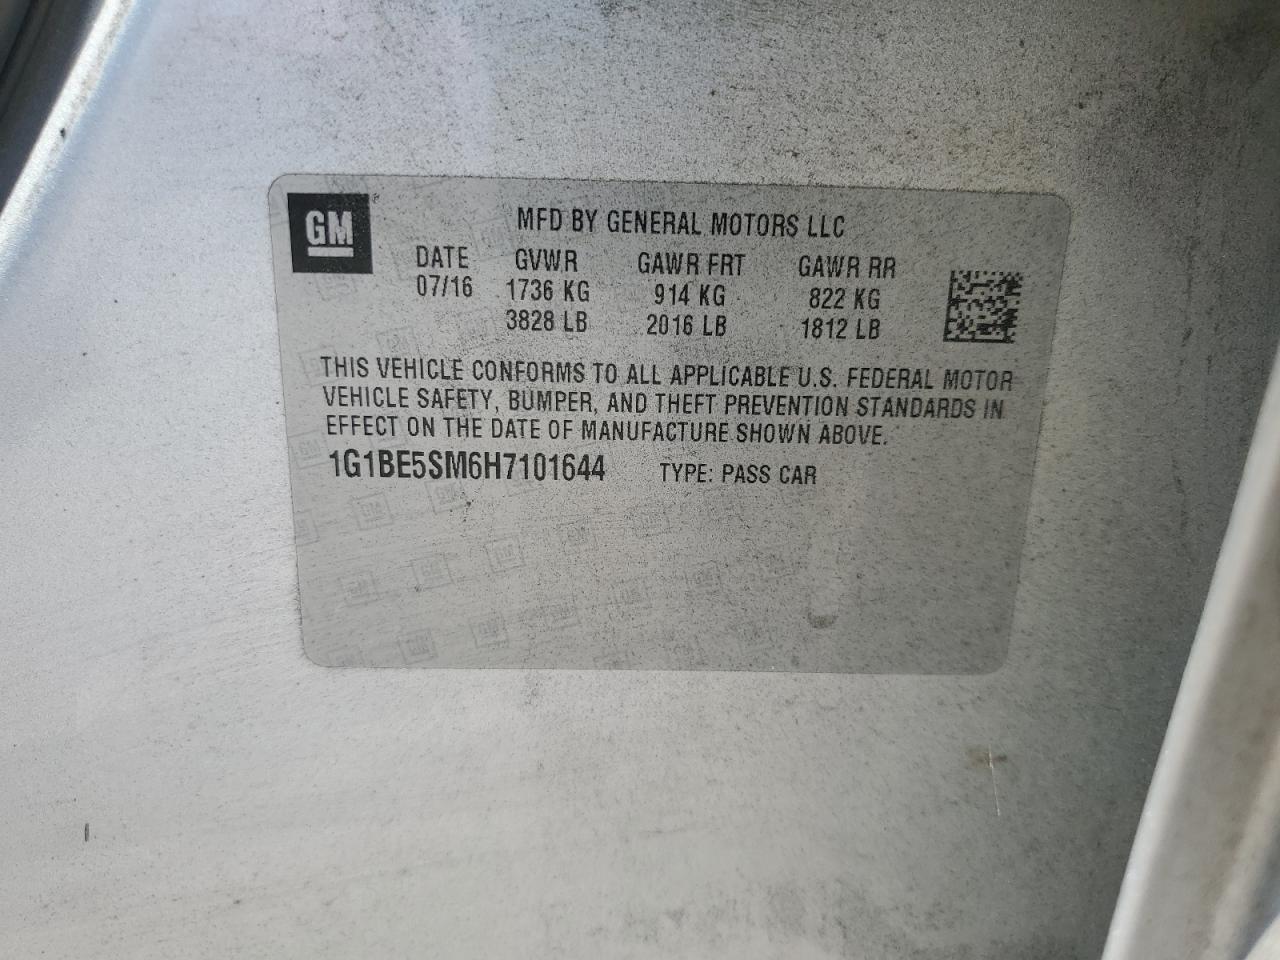 GM
MFD BY GENERAL MOTORS LLC
DATE GVWR GAWR FRT GAWR RR
07/16 1736 KG 914 KG 822 KG
3828 LB 2016 LB 1812 LB
THIS VEHICLE CONFORMS TO ALL APPLICABLE U.S. FEDERAL MOTOR
VEHICLE SAFETY, BUMPER, AND THEFT PREVENTION STANDARDS IN
EFFECT ON THE DATE OF MANUFACTURE SHOWN ABOVE.
1G1BE5SM6H7101644 TYPE: PASS CAR